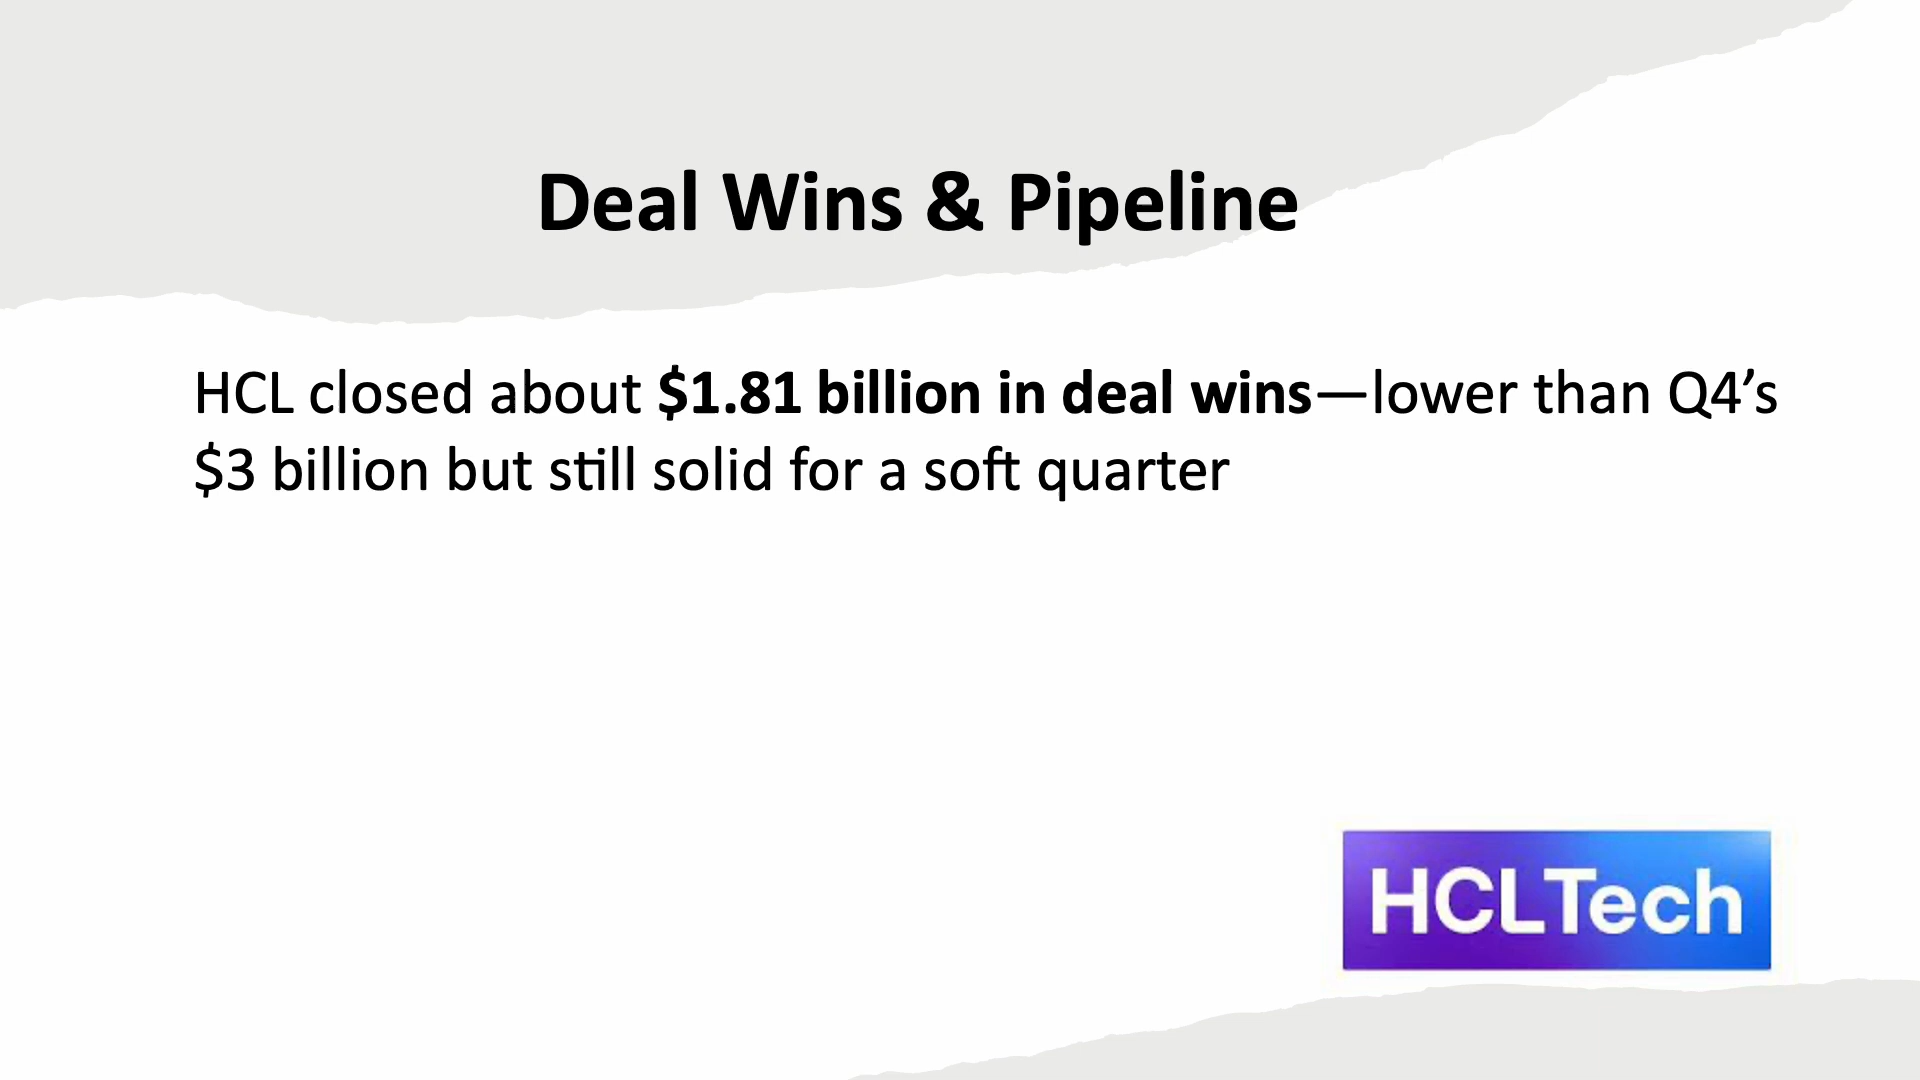 Deal Wins & Pipeline
HCL closed about $1.81 billion in deal wins—lower than Q4’s
$3 billion but still solid for a soft quarter
HCLTech